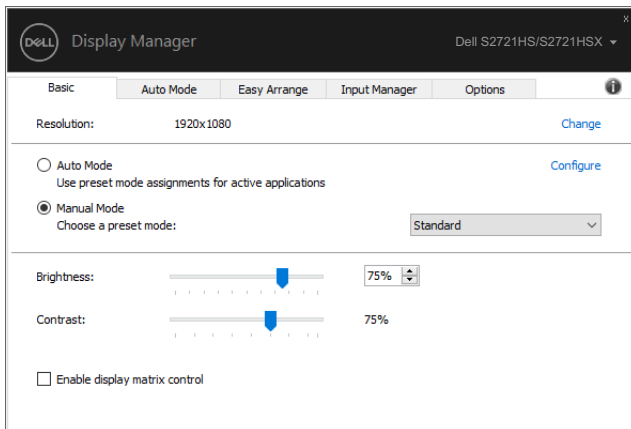 x
DELL Display Manager Dell S2721HS/S2721HSX
Basic Auto Mode Easy Arrange Input Manager Options i
Resolution: 1920x1080 Change
Auto Mode Configure
Use preset mode assignments for active applications
Manual Mode
Choose a preset mode: Standard
Brightness: 75%
Contrast: 75%
Enable display matrix control